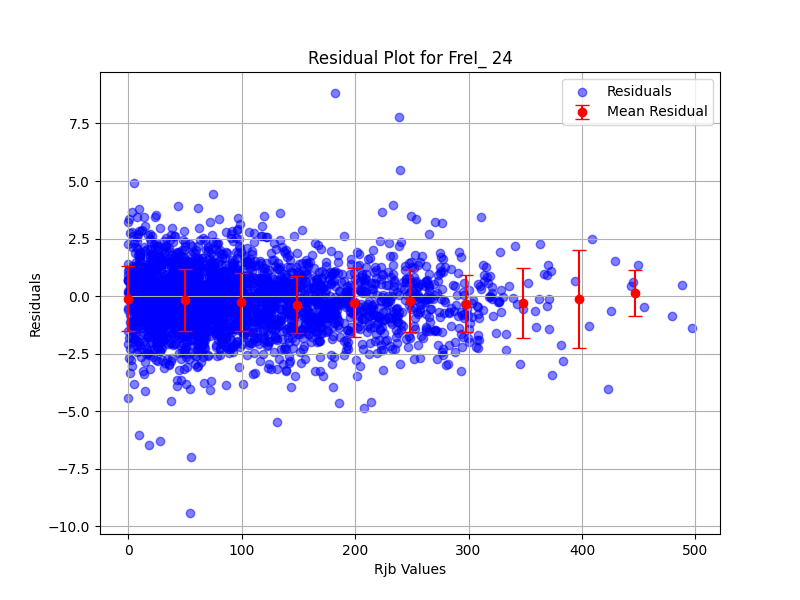 Residual Plot for FreI_ 24
Residuals
Mean Residual
7.5
5.0
2.5
0.0
−2.5
−5.0
−7.5
−10.0
Residuals
0 100 200 300 400 500
Rjb Values